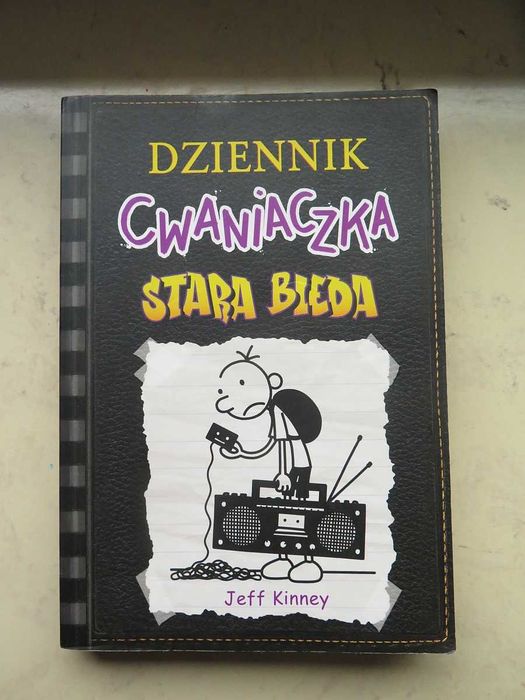 DZIENNIK
CWANIACZKA
STARA BIEDA
Jeff Kinney